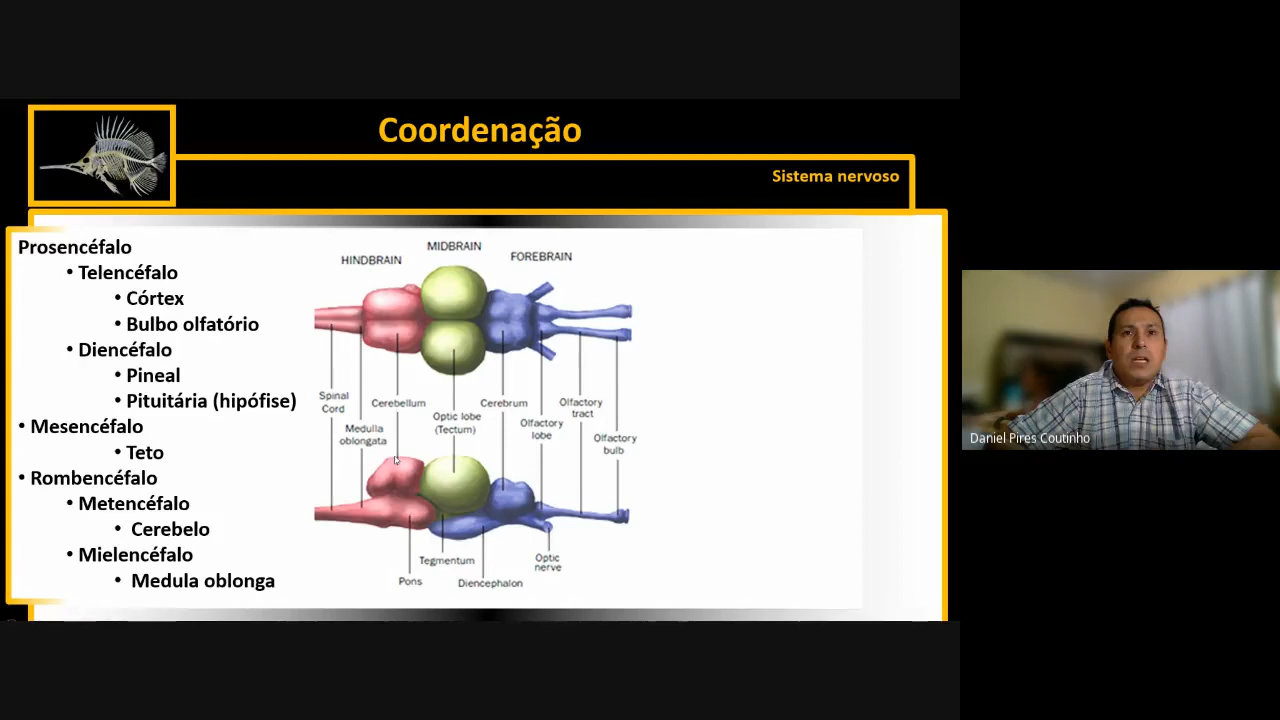 Coordenação
Sistema nervoso
Prosencéfalo
• Telencéfalo
• Córtex
• Bulbo olfatório
• Diencéfalo
• Pineal
• Pituitária (hipófise)
• Mesencéfalo
• Teto
• Rombencéfalo
• Metencéfalo
• Cerebelo
• Mielencéfalo
• Medula oblonga
HINDBRAIN
MIDBRAIN
FOREBRAIN
Spinal
Cord
Medulla
oblongata
Cerebellum
Optic lobe
(Tectum)
Cerebrum
Olfactory
lobe
Olfactory
tract
Olfactory
bulb
Pons
Tegmentum
Diencephalon
Optic
nerve
Daniel Pires Coutinho